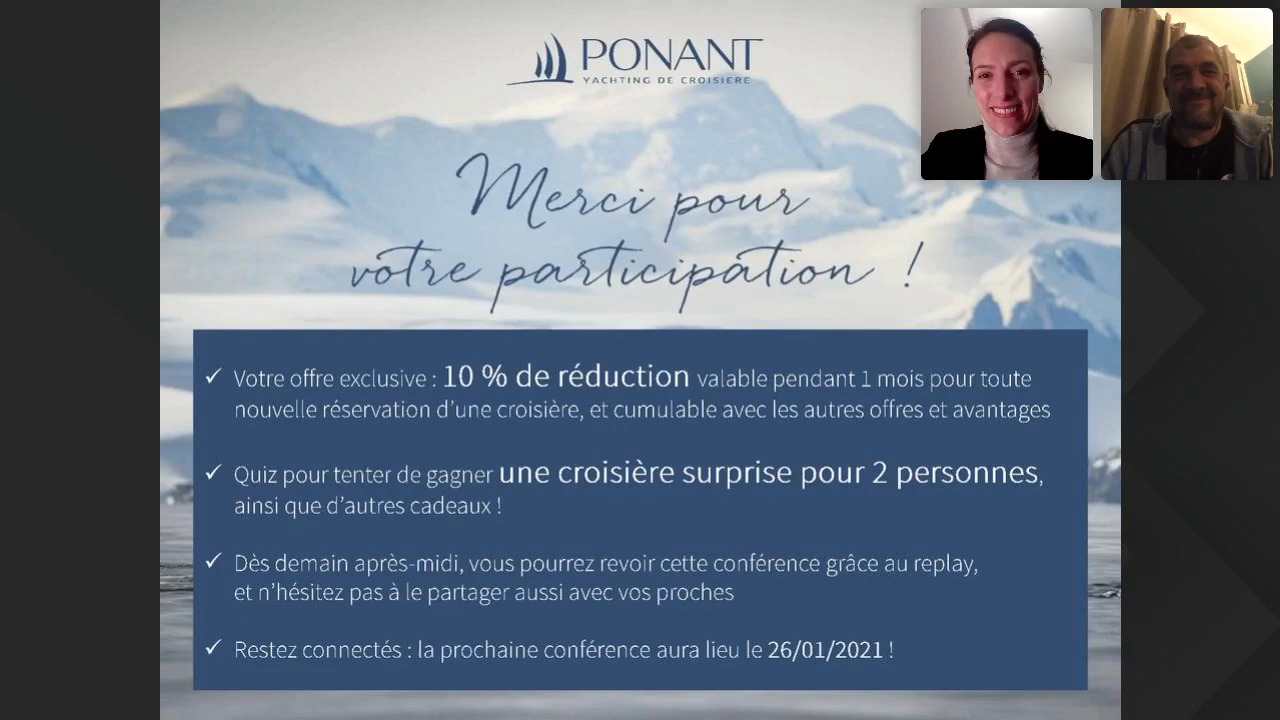 PONANT
YACHTING DE CROISIÈRE
Merci pour
votre participation !
✓ Votre offre exclusive : 10 % de réduction valable pendant 1 mois pour toute
nouvelle réservation d’une croisière, et cumulable avec les autres offres et avantages
✓ Quiz pour tenter de gagner une croisière surprise pour 2 personnes,
ainsi que d’autres cadeaux !
✓ Dès demain après-midi, vous pourrez revoir cette conférence grâce au replay,
et n’hésitez pas à le partager aussi avec vos proches
✓ Restez connectés : la prochaine conférence aura lieu le 26/01/2021 !